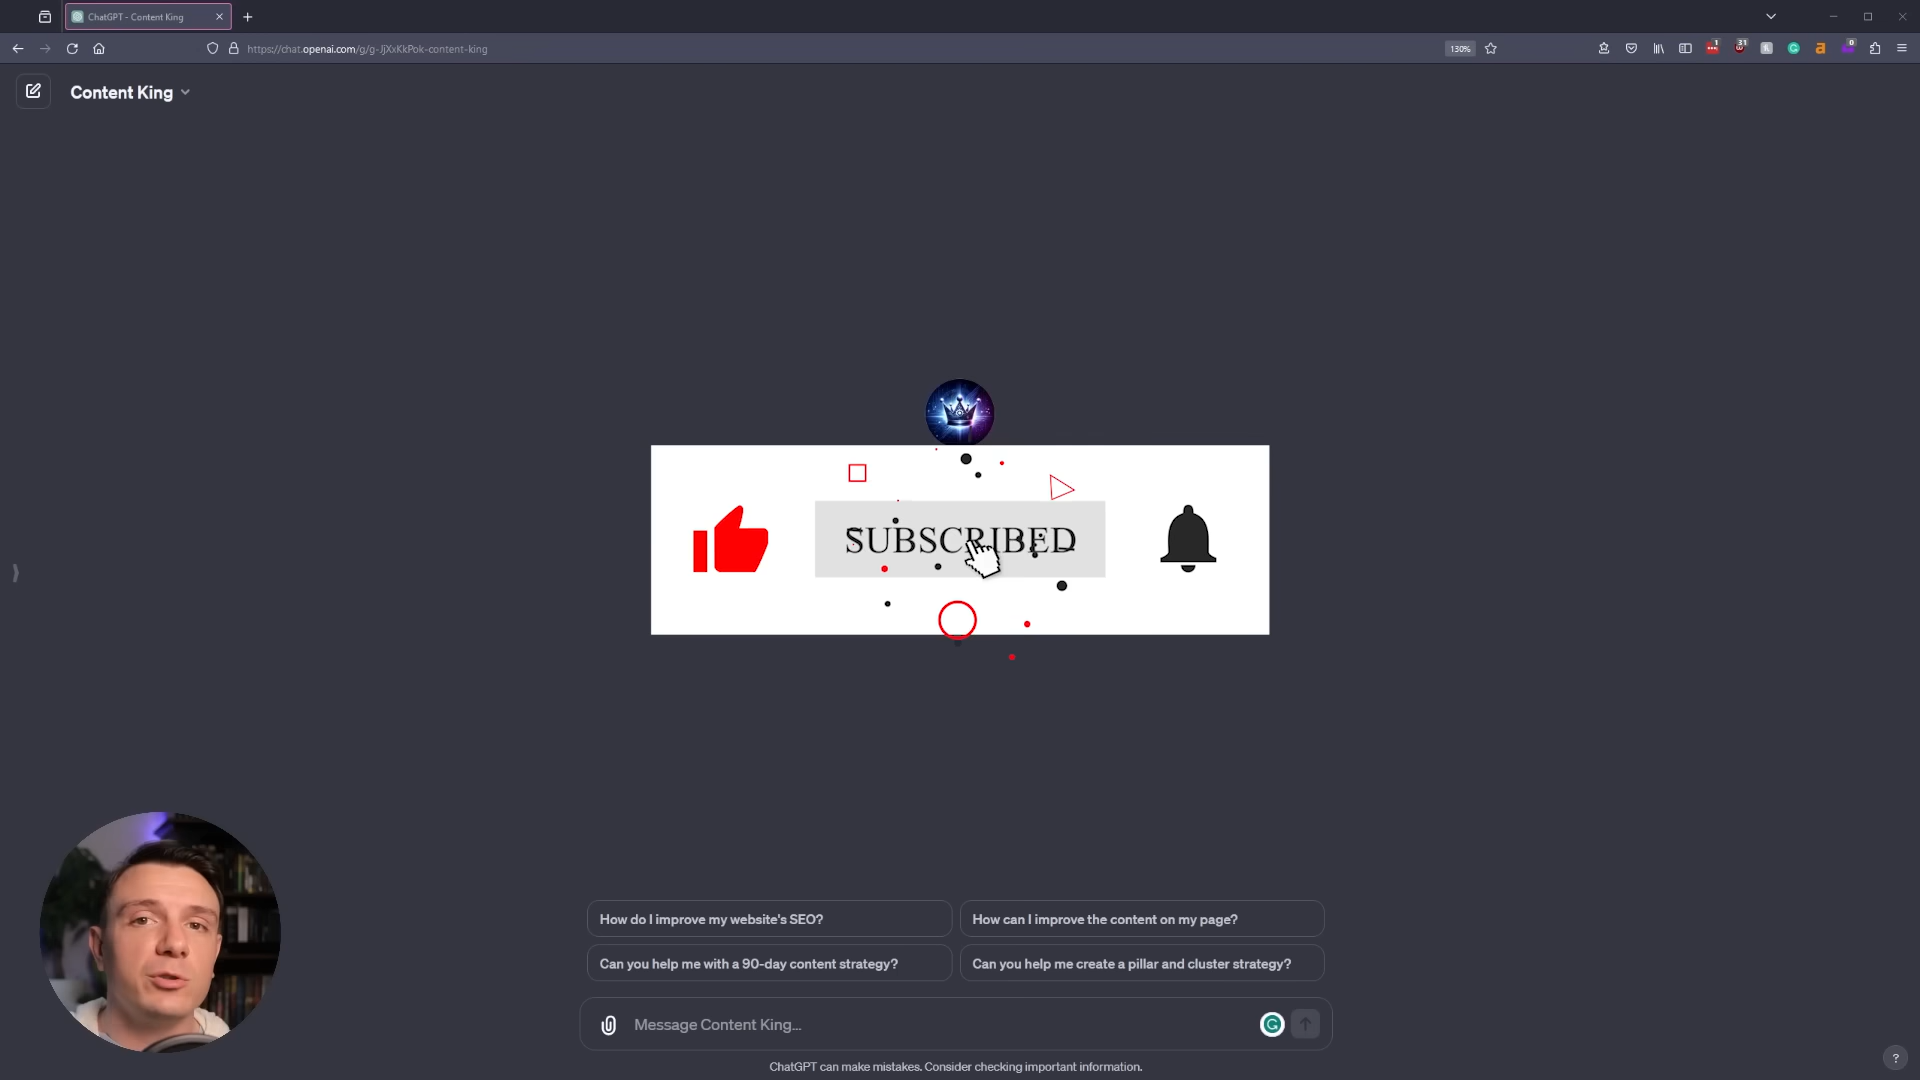 ChatGPT - Content King
https://chat.openai.com/g/g-JjXxKkPok-content-king
130%
1
31
0
Content King
SUBSCRIBED
How do I improve my website's SEO?
How can I improve the content on my page?
Can you help me with a 90-day content strategy?
Can you help me create a pillar and cluster strategy?
Message Content King...
ChatGPT can make mistakes. Consider checking important information.
?